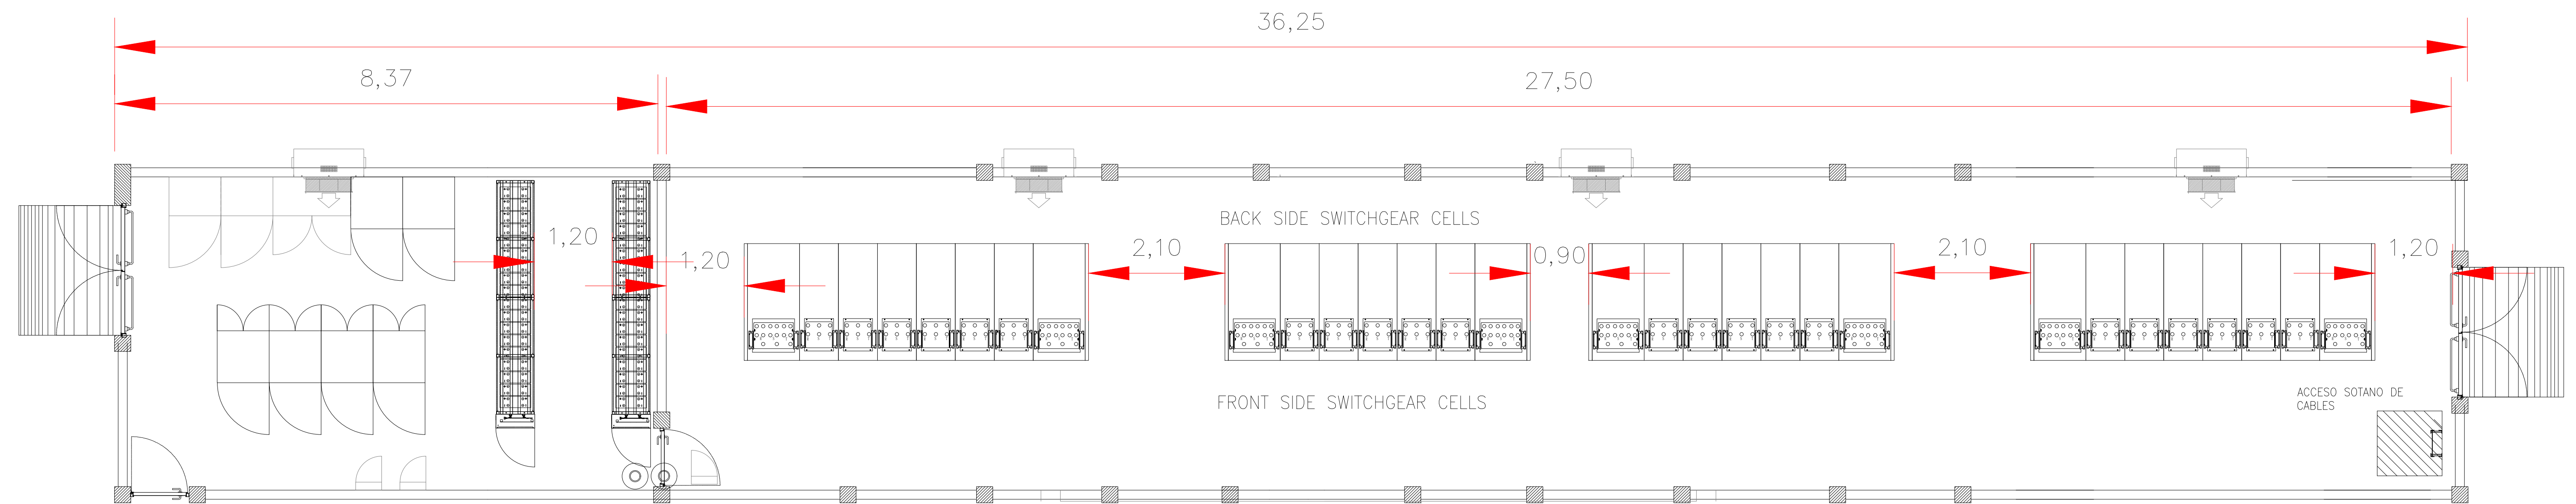 36,25
8,37
27,50
BACK SIDE SWITCHGEAR CELLS
1,20
1,20
2,10
0,90
2,10
1,20
FRONT SIDE SWITCHGEAR CELLS
ACCESO SOTANO DE
CABLES